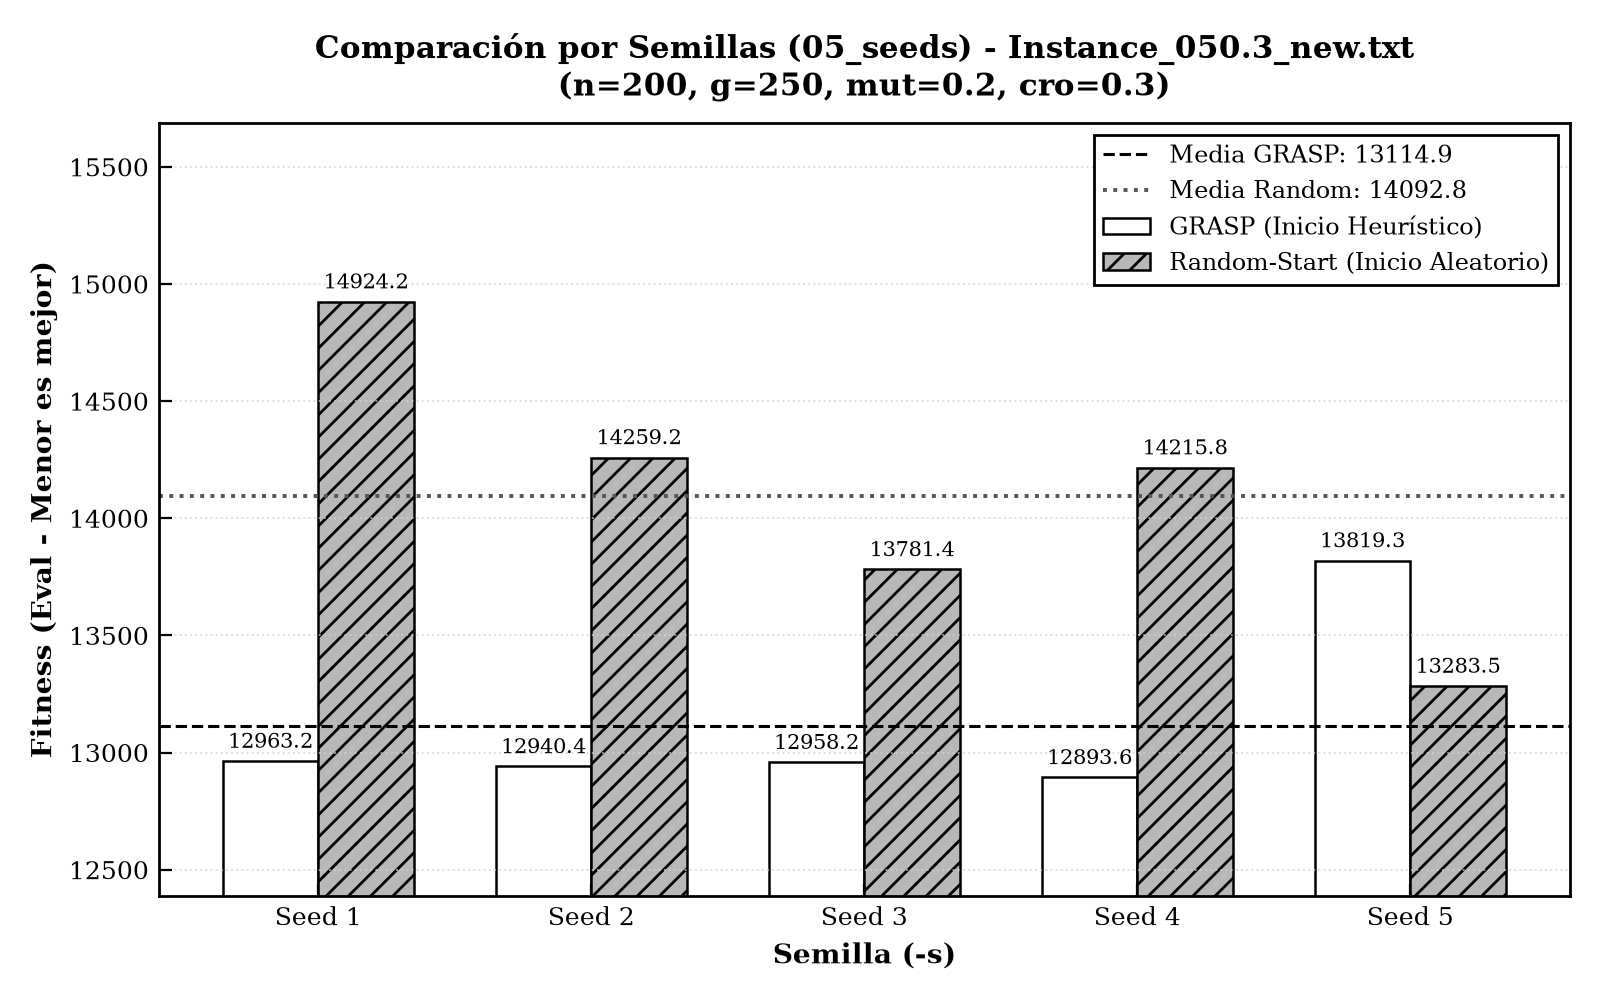 Comparación por Semillas (05_seeds) - Instance_050.3_new.txt
(n=200, g=250, mut=0.2, cro=0.3)
Fitness (Eval - Menor es mejor)
15500
15000
14500
14000
13500
13000
12500
Media GRASP: 13114.9
Media Random: 14092.8
GRASP (Inicio Heurístico)
Random-Start (Inicio Aleatorio)
12963.2
14924.2
12940.4
14259.2
12958.2
13781.4
12893.6
14215.8
13819.3
13283.5
Seed 1
Seed 2
Seed 3
Seed 4
Seed 5
Semilla (-s)